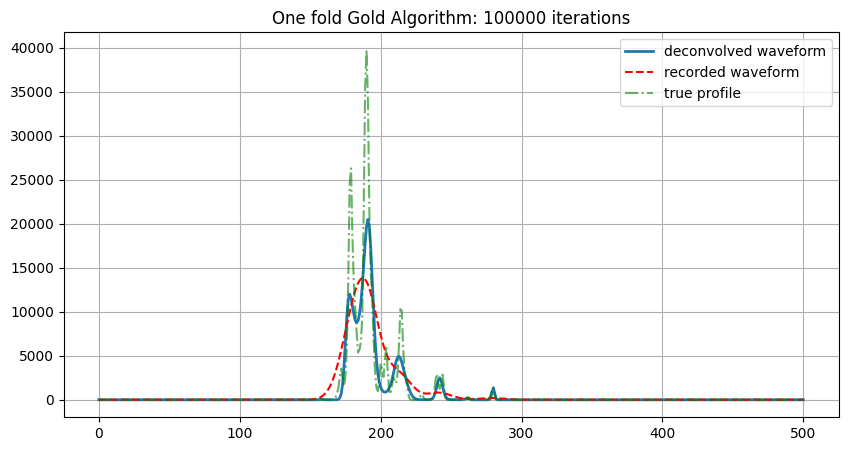 One fold Gold Algorithm: 100000 iterations
deconvolved waveform
recorded waveform
true profile
40000
35000
30000
25000
20000
15000
10000
5000
0
0 100 200 300 400 500